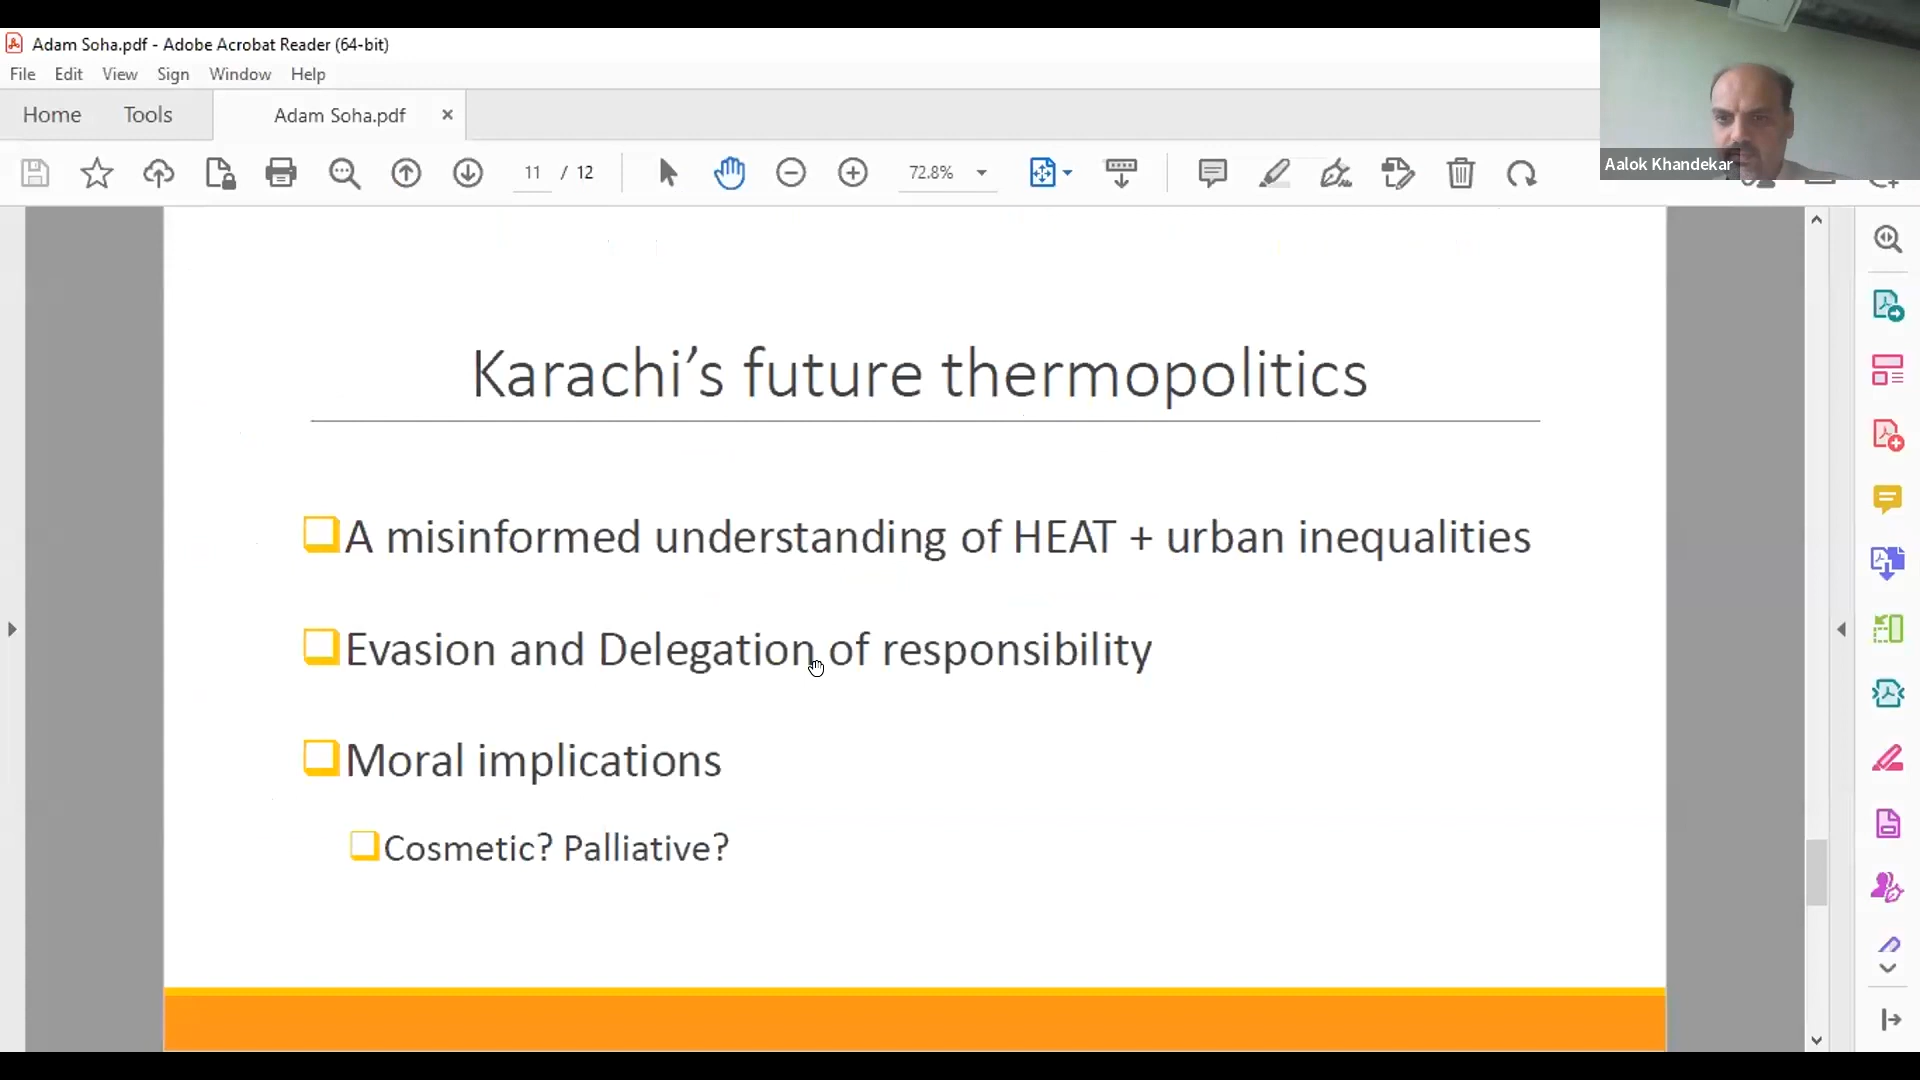 Adam Soha.pdf - Adobe Acrobat Reader (64-bit)
File Edit View Sign Window Help
Home Tools Adam Soha.pdf
11 / 12 72.8%
Aalok Khandekar
Karachi’s future thermopolitics
A misinformed understanding of HEAT + urban inequalities
Evasion and Delegation of responsibility
Moral implications
Cosmetic? Palliative?